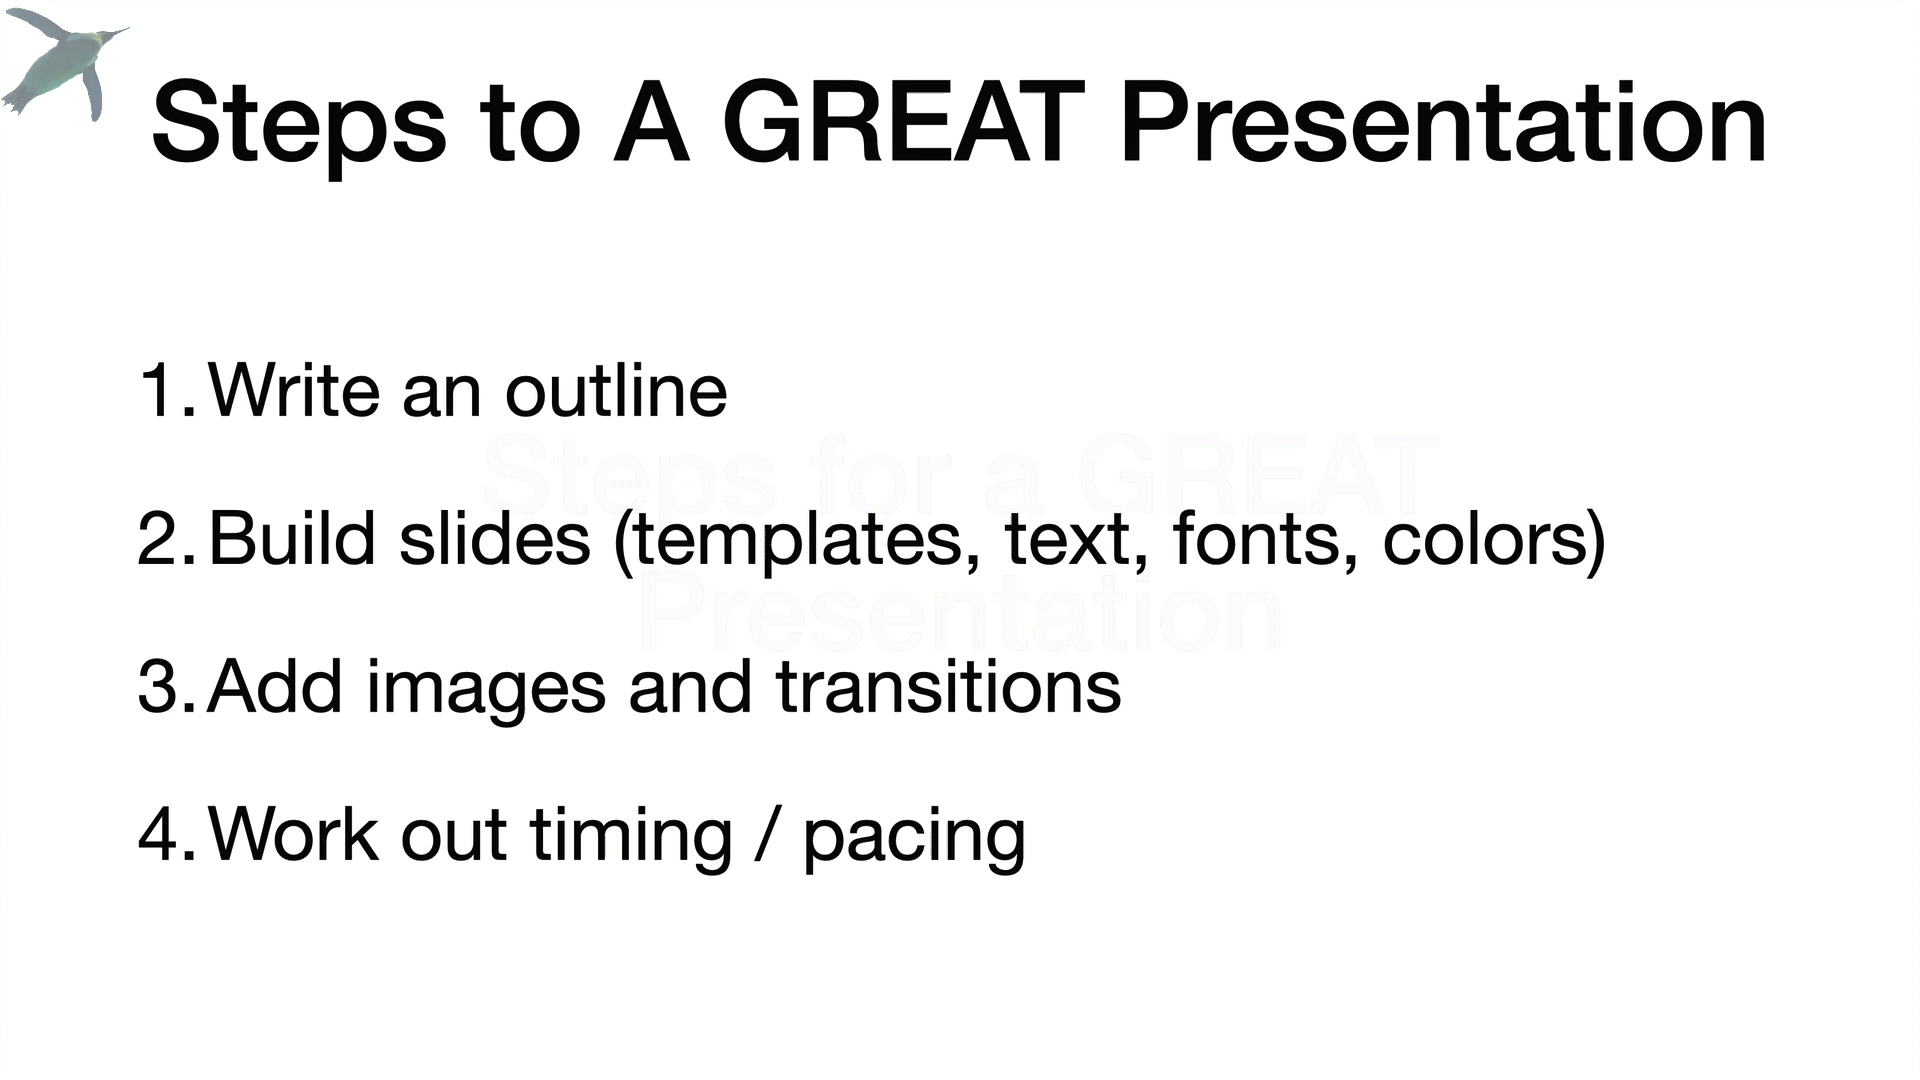 Steps to A GREAT Presentation
1. Write an outline
Steps for a GREAT
2. Build slides (templates, text, fonts, colors)
Presentation
3. Add images and transitions
4. Work out timing / pacing